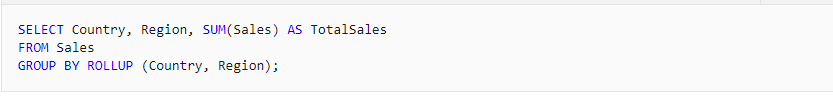 SELECT Country, Region, SUM(Sales) AS TotalSales
FROM Sales
GROUP BY ROLLUP (Country, Region);